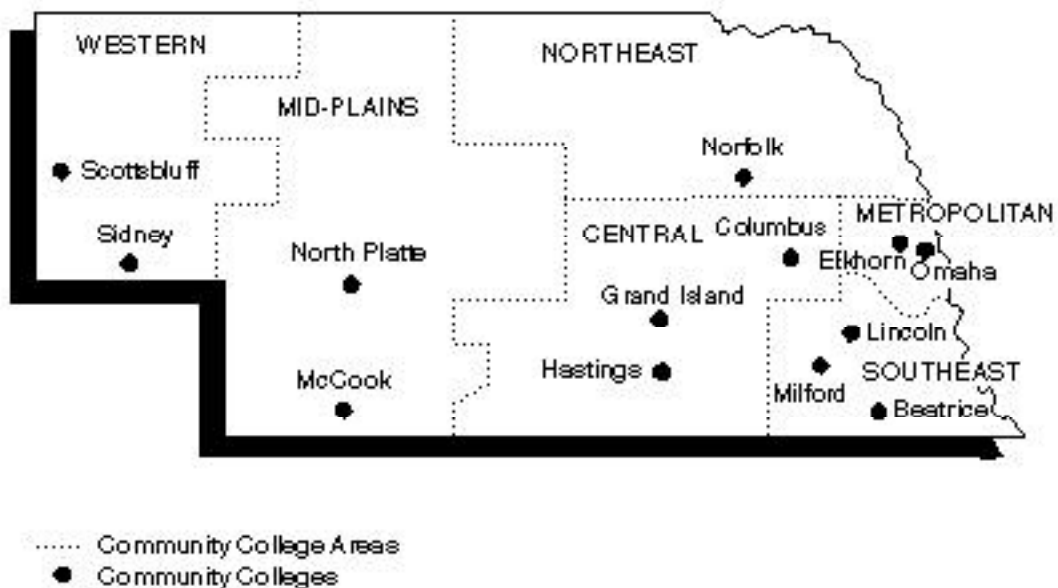 WESTERN
NORTHEAST
MID-PLAINS
Norfolk
Scottsbluff
METROPOLITAN
Sidney
CENTRAL
Columbus
North Platte
Elkhorn
Omaha
Grand Island
Lincoln
McCook
Hastings
SOUTHEAST
Milford
Beatrice
Community College Areas
Community Colleges